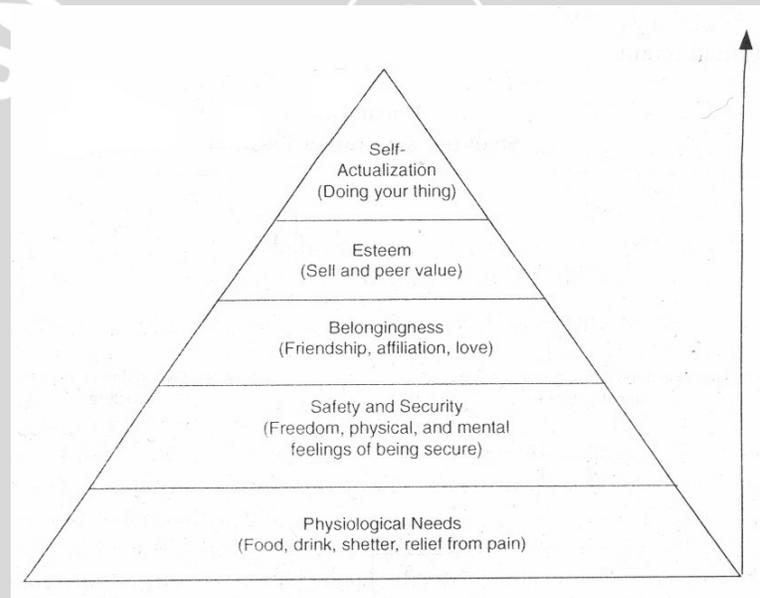 Self-
Actualization
(Doing your thing)
Esteem
(Sell and peer value)
Belongingness
(Friendship, affiliation, love)
Safety and Security
(Freedom, physical, and mental
feelings of being secure)
Physiological Needs
(Food, drink, shetter, relief from pain)